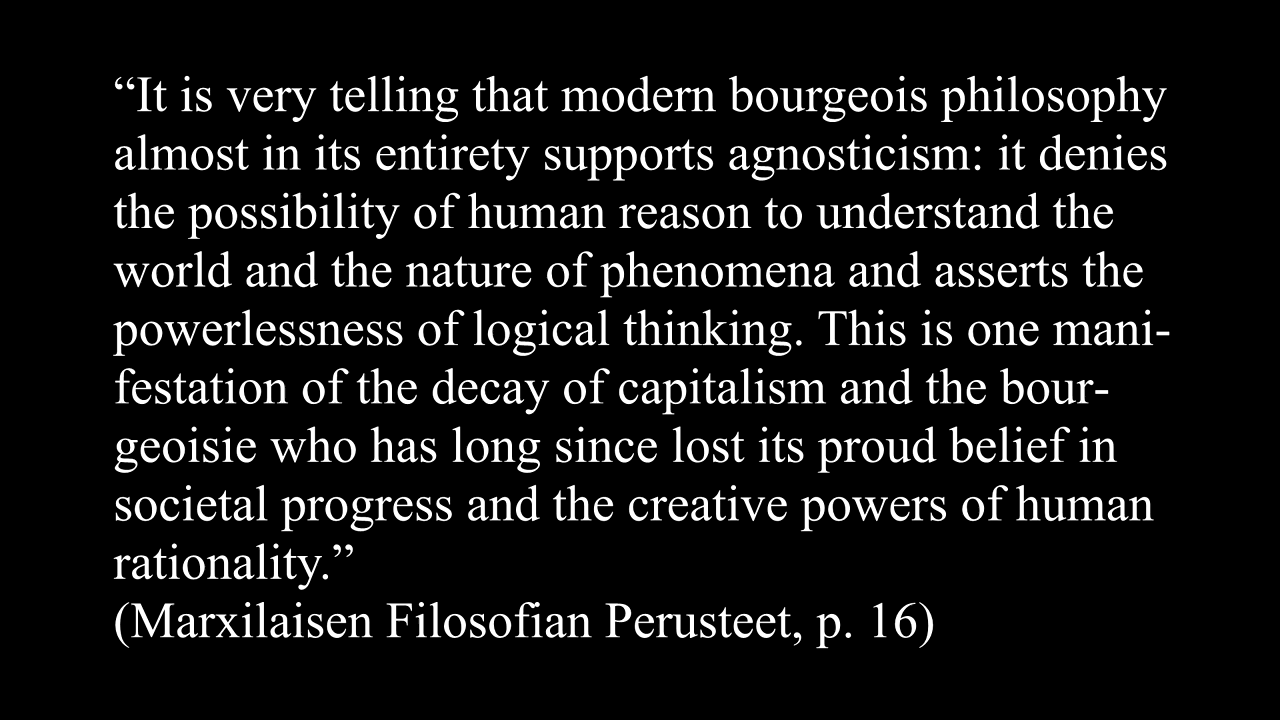 “It is very telling that modern bourgeois philosophy
almost in its entirety supports agnosticism: it denies
the possibility of human reason to understand the
world and the nature of phenomena and asserts the
powerlessness of logical thinking. This is one mani-
festation of the decay of capitalism and the bour-
geoisie who has long since lost its proud belief in
societal progress and the creative powers of human
rationality.”
(Marxilaisen Filosofian Perusteet, p. 16)